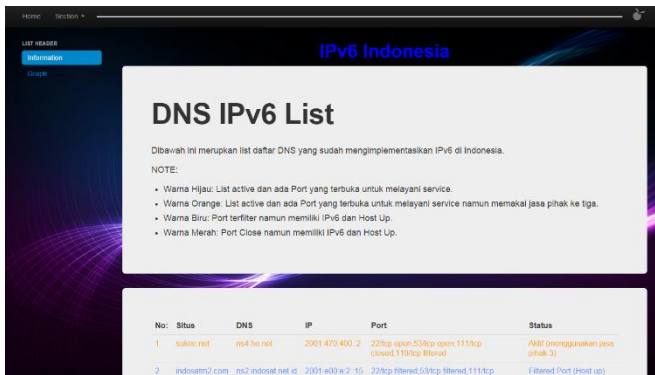 Home Section
LIST HEADER
Information
Graph
IPv6 Indonesia
DNS IPv6 List
Dibawah ini merupkan list daftar DNS yang sudah mengimplementasikan IPv6 di Indonesia.
NOTE:
• Warna Hijau: List active dan ada Port yang terbuka untuk melayani service.
• Warna Orange: List active dan ada Port yang terbuka untuk melayani service namun memakai jasa pihak ke tiga.
• Warna Biru: Port terfilter namun memiliki IPv6 dan Host Up.
• Warna Merah: Port Close namun memiliki IPv6 dan Host Up.
No: Situs DNS IP Port Status
1 ns4.he.net 2001:470:400::2 22/tcp open,53/tcp open,111/tcp Aktif (menggunakan jasa
closed,110/tcp filtered pihak 3)
2 indosatm2.com ns2.indosat.net.id 2001:e00:e:2::15 22/tcp filtered,53/tcp filtered,111/tcp Filtered Port (Host up)